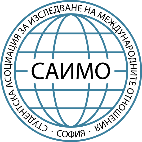 СТУДЕНТСКА АСОЦИАЦИЯ ЗА ИЗСЛЕДВАНЕ НА МЕЖДУНАРОДНИТЕ ОТНОШЕНИЯ
САИМО
· СОФИЯ ·